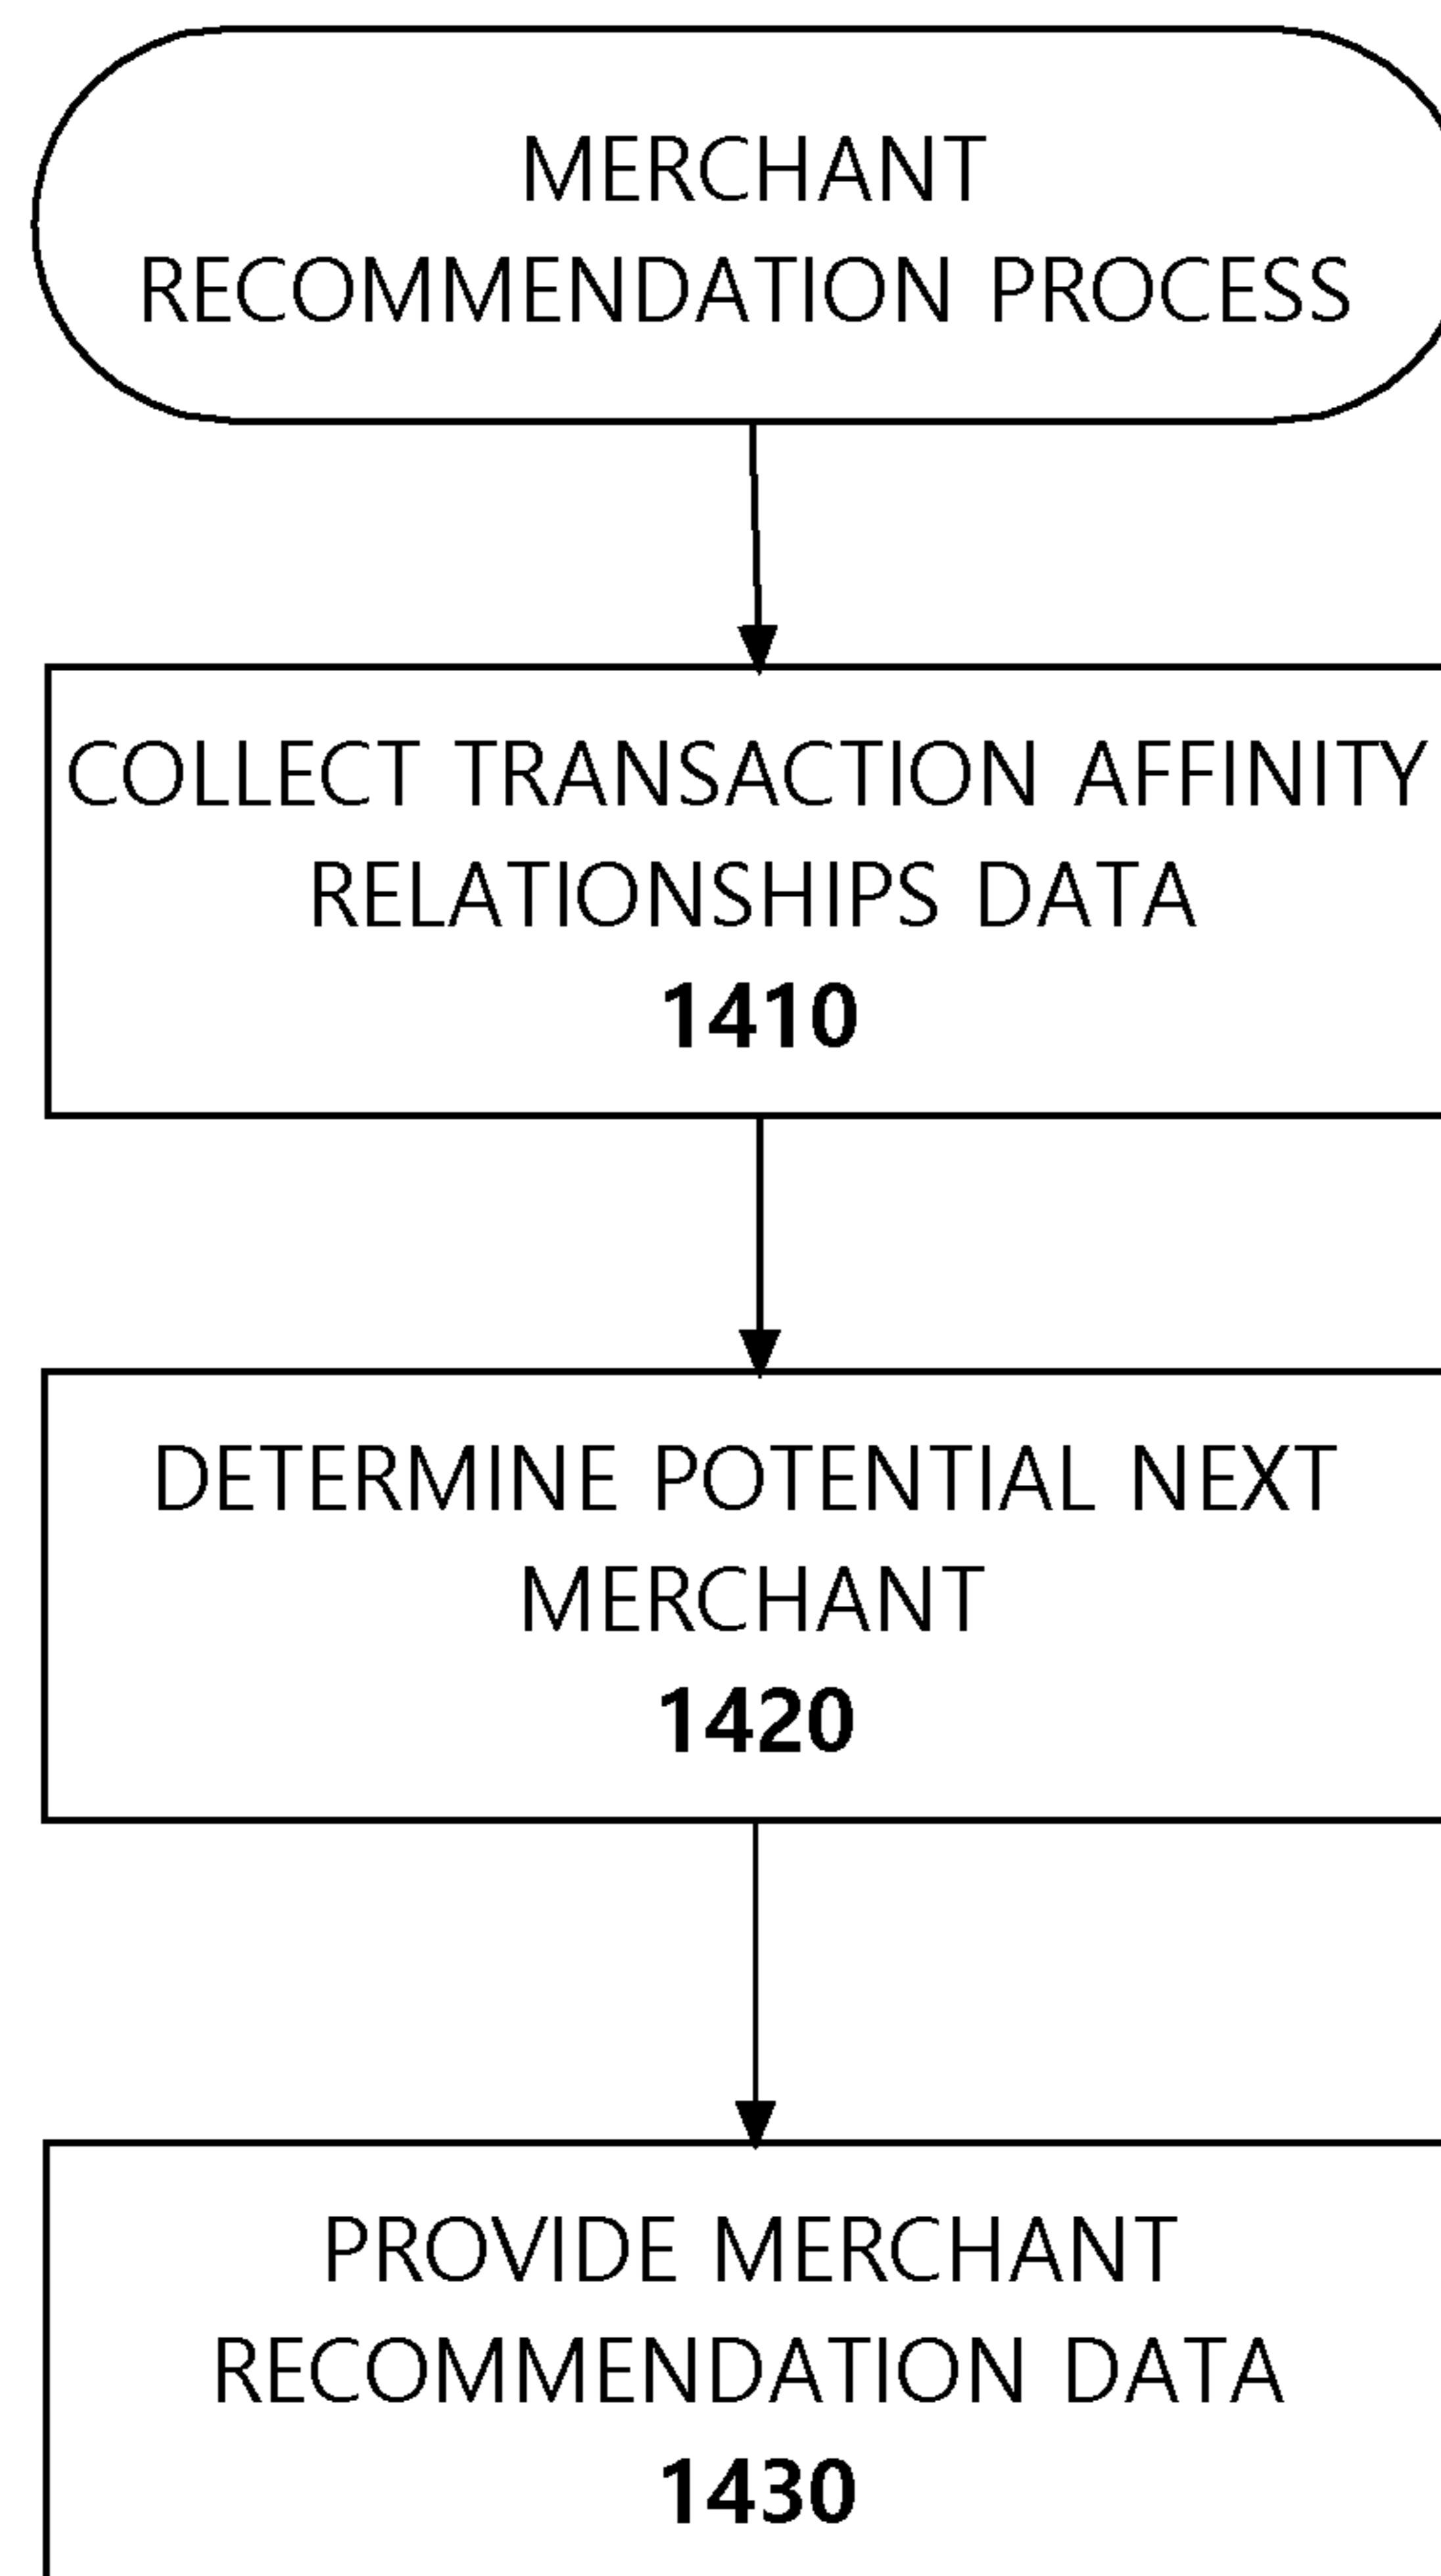 MERCHANT
RECOMMENDATION PROCESS
COLLECT TRANSACTION AFFINITY
RELATIONSHIPS DATA
1410
DETERMINE POTENTIAL NEXT
MERCHANT
1420
PROVIDE MERCHANT
RECOMMENDATION DATA
1430